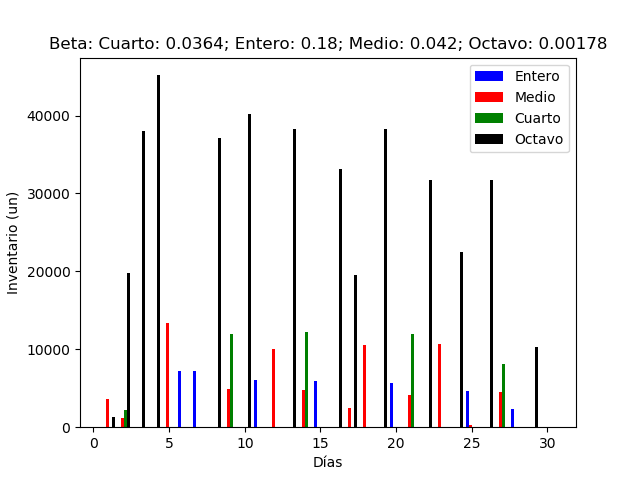 Beta: Cuarto: 0.0364; Entero: 0.18; Medio: 0.042; Octavo: 0.00178
Entero
Medio
Cuarto
Octavo
Inventario (un)
40000
30000
20000
10000
0
0 5 10 15 20 25 30
Días